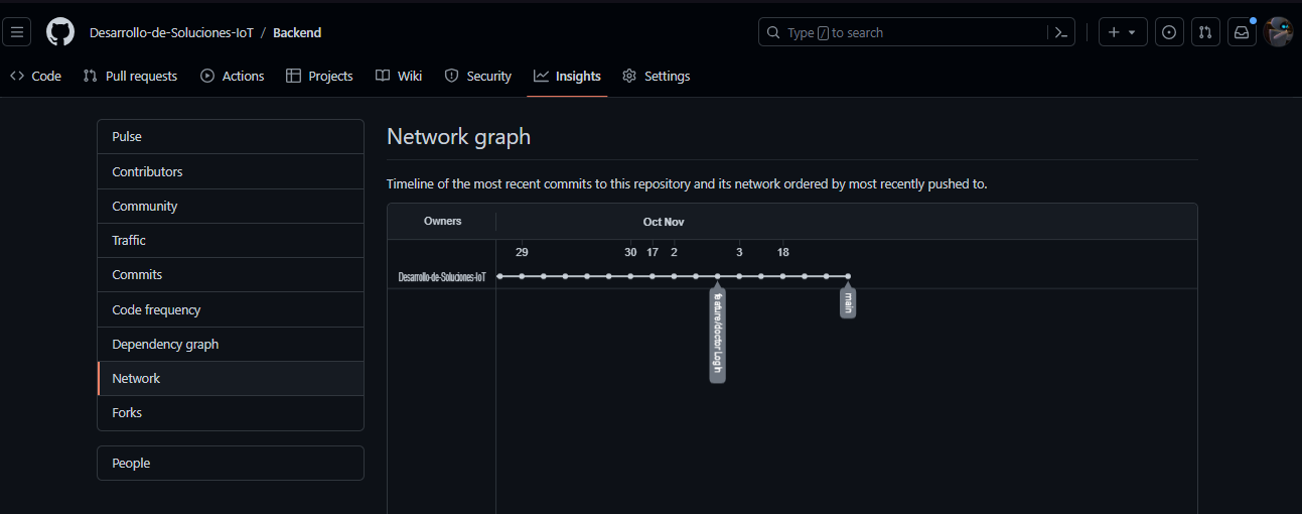 Desarrollo-de-Soluciones-IoT / Backend
Type / to search
Code Pull requests Actions Projects Wiki Security Insights Settings
Pulse
Contributors
Community
Traffic
Commits
Code frequency
Dependency graph
Network
Forks
People
Network graph
Timeline of the most recent commits to this repository and its network ordered by most recently pushed to.
Owners Oct Nov
29 30 17 2 3 18
Desarrollo-de-Soluciones-IoT
feature/doctorLogin
main